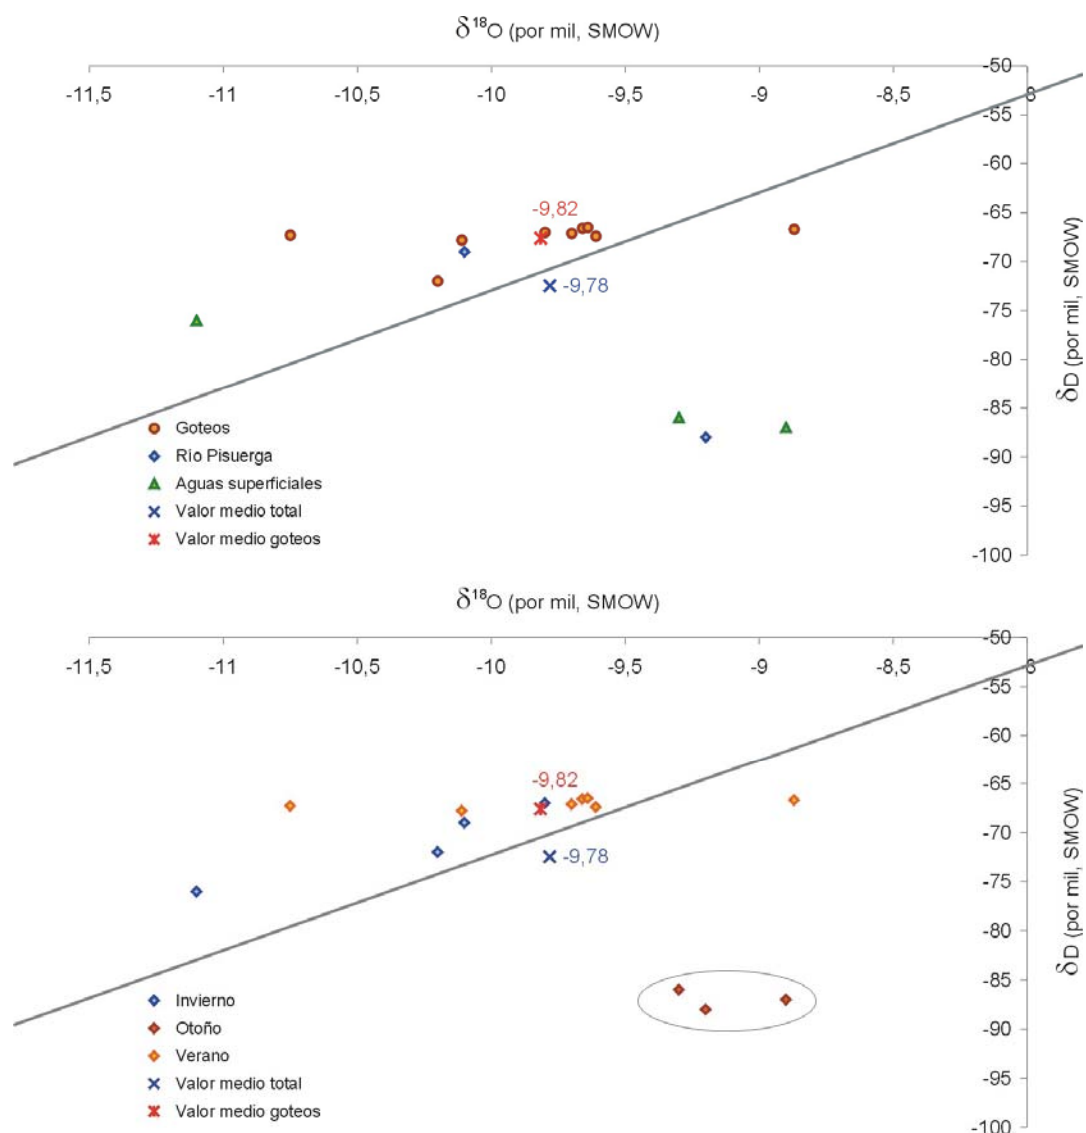 δ18O (por mil, SMOW)
-50
-11,5 -11 -10,5 -10 -9,5 -9 -8,5 -8
-55
-60
-65
-70
-75
-80
-85
-90
-95
-100
δD (por mil, SMOW)
-9,82
-9,78
Goteos
Río Pisuerga
Aguas superficiales
Valor medio total
Valor medio goteos
δ18O (por mil, SMOW)
-50
-11,5 -11 -10,5 -10 -9,5 -9 -8,5 -8
-55
-60
-65
-70
-75
-80
-85
-90
-95
-100
δD (por mil, SMOW)
-9,82
-9,78
Invierno
Otoño
Verano
Valor medio total
Valor medio goteos